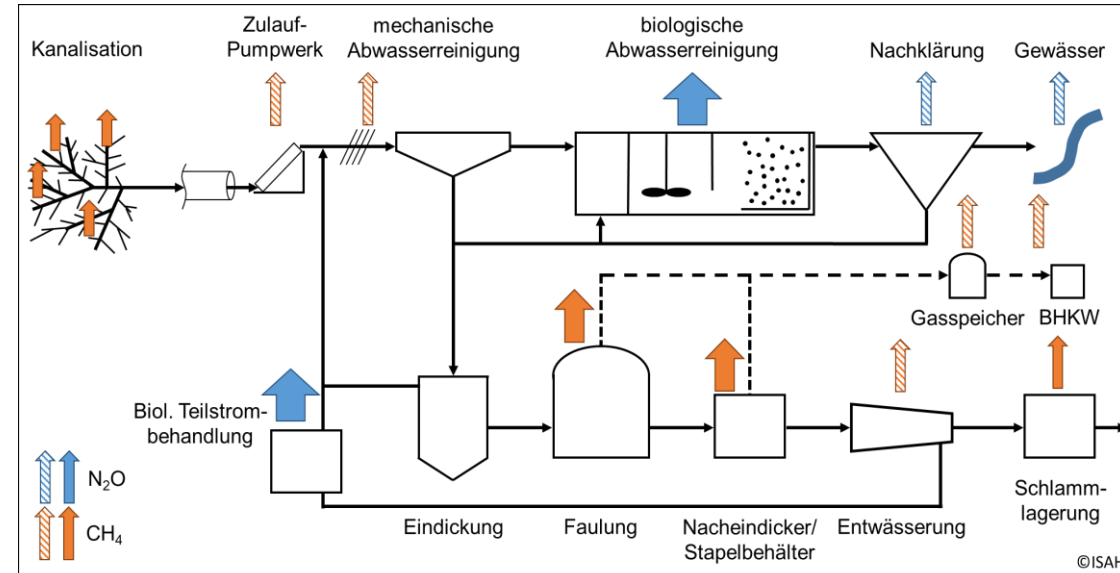 Kanalisation
Zulauf-
Pumpwerk
mechanische
Abwasserreinigung
biologische
Abwasserreinigung
Nachklärung
Gewässer
Gasspeicher
BHKW
Biol. Teilstrom-
behandlung
N₂O
CH₄
Eindickung
Faulung
Nacheindicker/
Stapelbehälter
Entwässerung
Schlamm-
lagerung
©ISAH